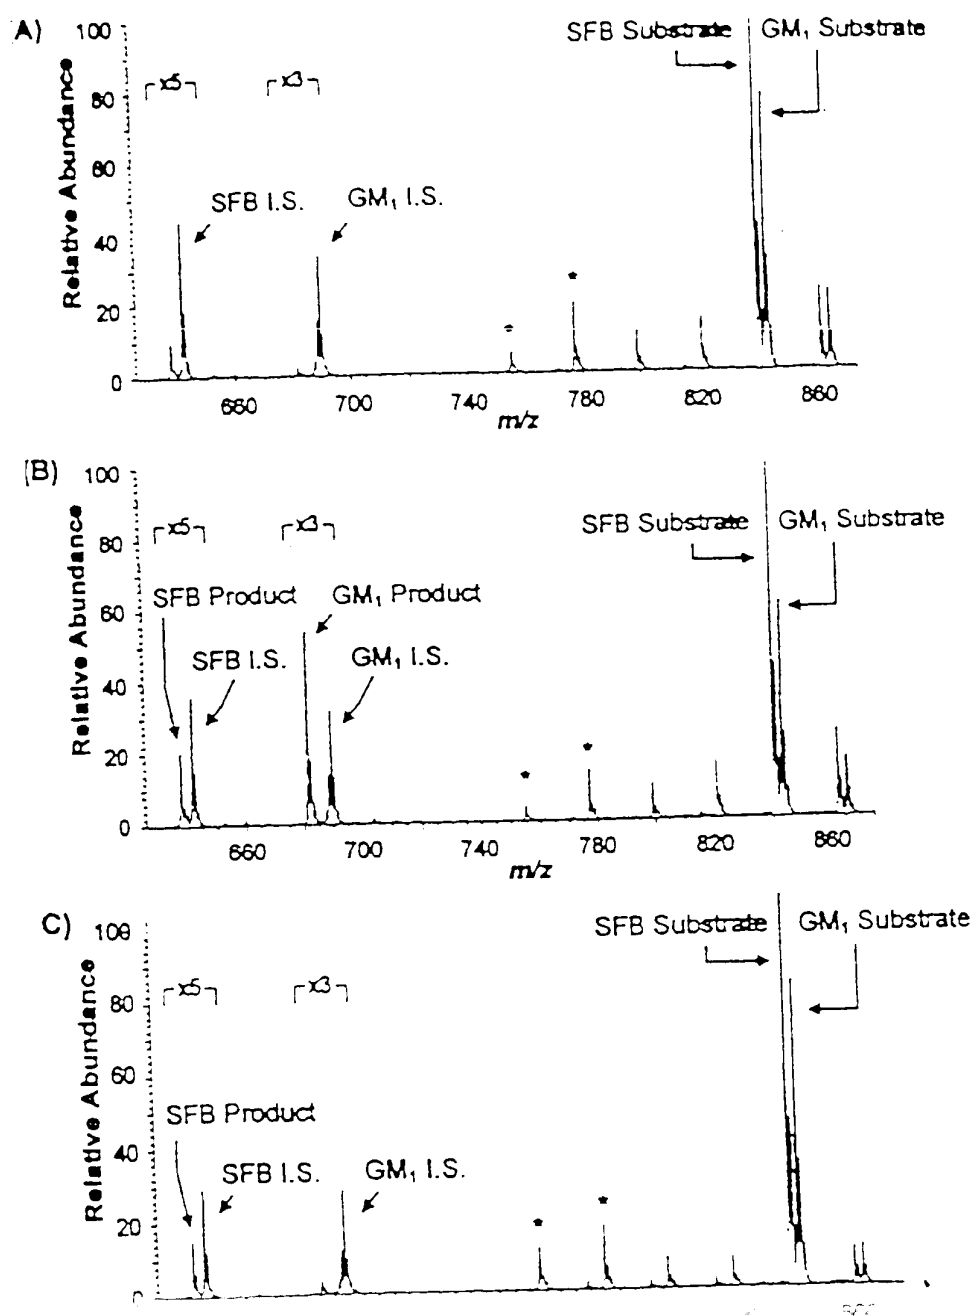 A)
SFB Substrate GM₁ Substrate
100
x5 x3
80
60
SFB I.S. GM₁ I.S.
40
*
20
0
Relative Abundance
660 700 740 780 820 860
m/z
(B)
100
SFB Substrate GM₁ Substrate
x5 x3
80
SFB Product GM₁ Product
60
SFB I.S. GM₁ I.S.
40
* *
20
0
Relative Abundance
660 700 740 780 820 860
m/z
C)
SFB Substrate GM₁ Substrate
100
x5 x3
80
60
SFB Product
40
SFB I.S. GM₁ I.S.
* *
20
0
Relative Abundance